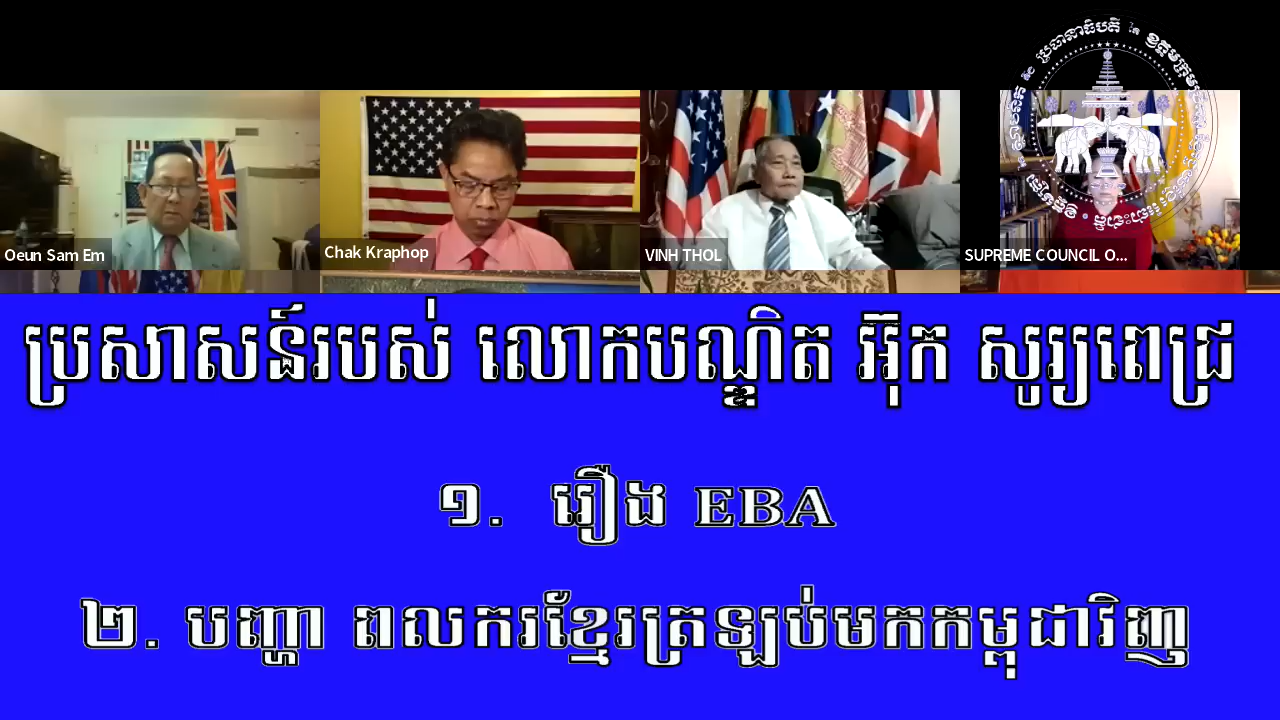 Oeun Sam Em
Chak Kraphop
VINH THOL
SUPREME COUNCIL O...
ប្រសាសន៍របស់ លោកបណ្ឌិត អ៊ុក សូរ្យពេជ្រ
១. រឿង EBA
២. បញ្ហា ពលករខ្មែរត្រឡប់មកកម្ពុជាវិញ